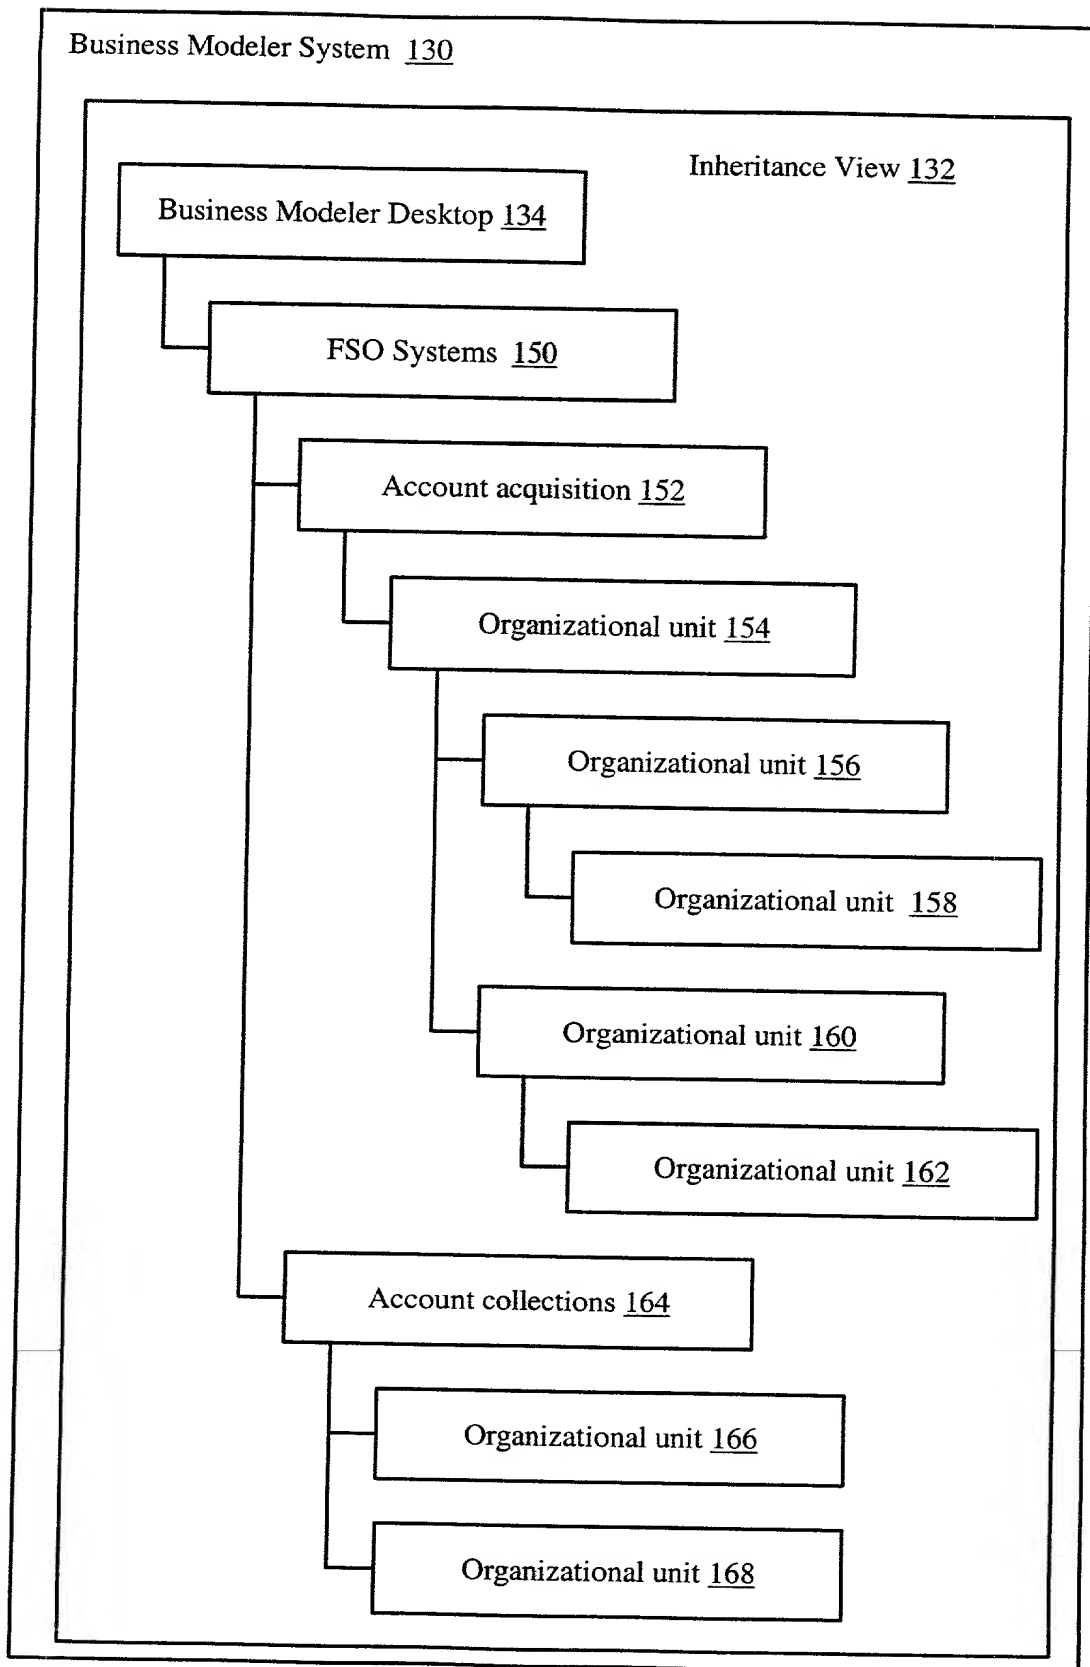 Business Modeler System 130
Inheritance View 132
Business Modeler Desktop 134
FSO Systems 150
Account acquisition 152
Organizational unit 154
Organizational unit 156
Organizational unit 158
Organizational unit 160
Organizational unit 162
Account collections 164
Organizational unit 166
Organizational unit 168